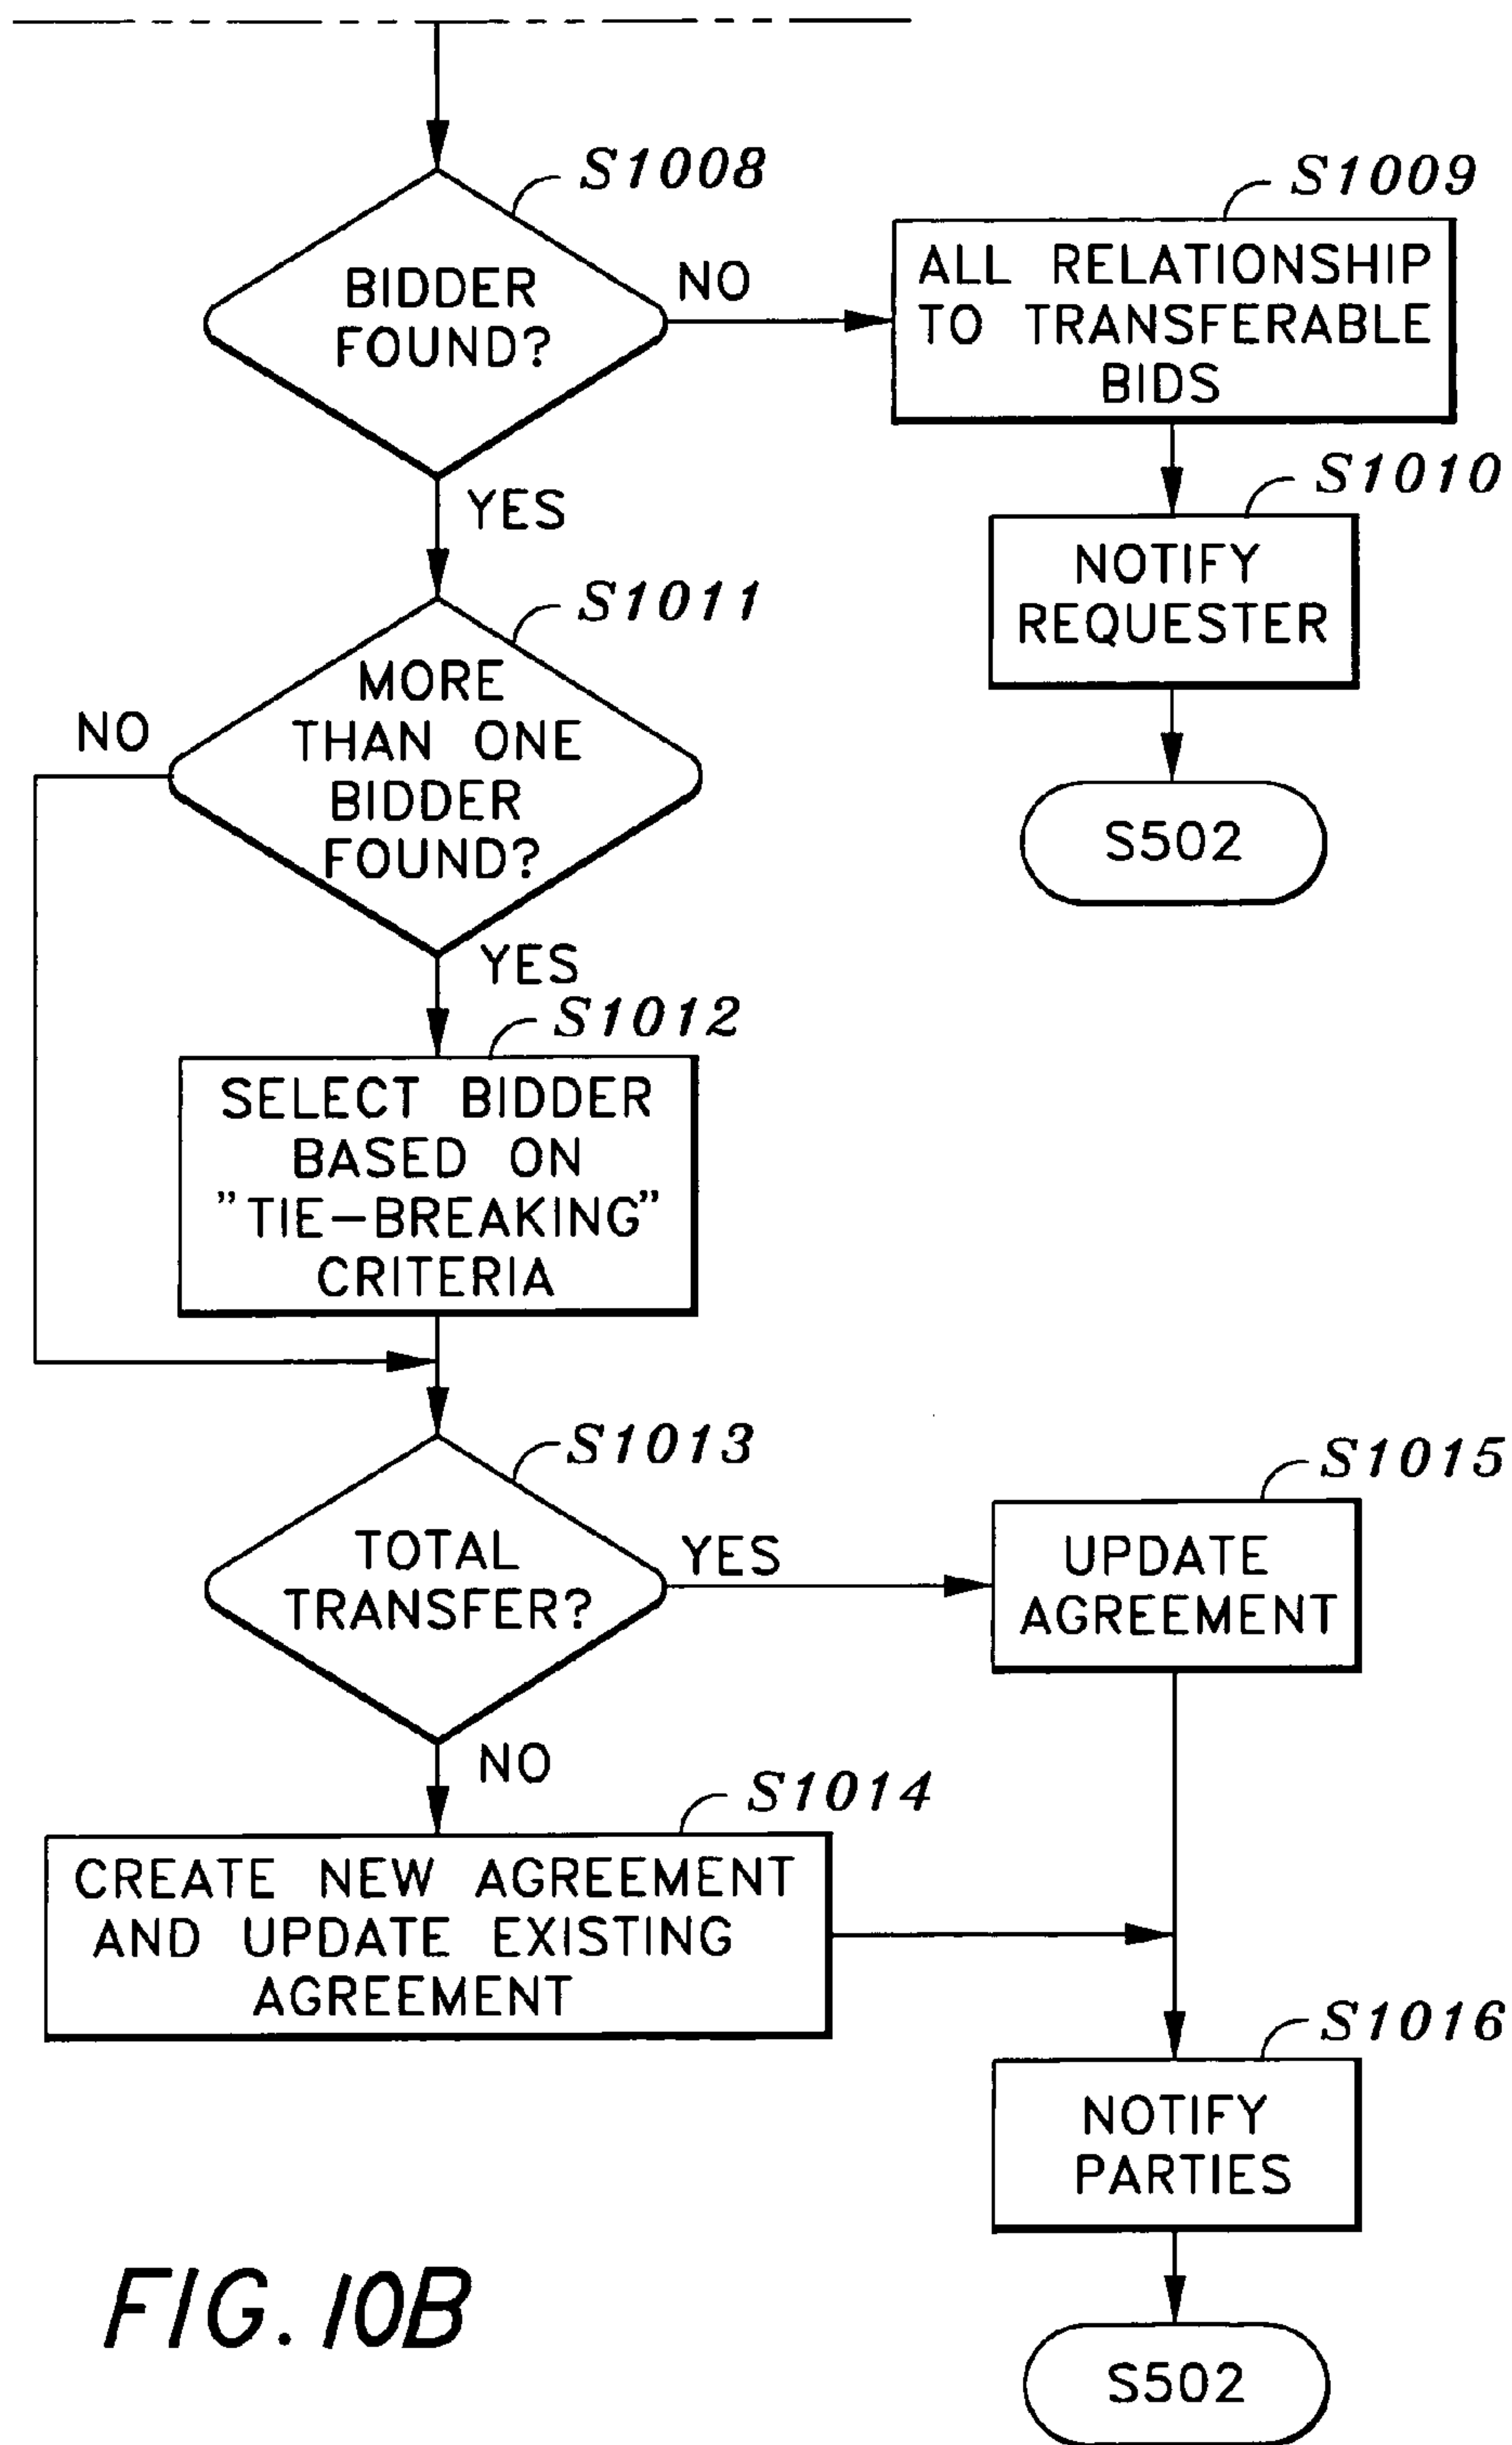 S1008
BIDDER
FOUND?
NO
YES
S1009
ALL RELATIONSHIP
TO TRANSFERABLE
BIDS
S1010
NOTIFY
REQUESTER
S502
S1011
MORE
THAN ONE
BIDDER
FOUND?
NO
YES
S1012
SELECT BIDDER
BASED ON
"TIE-BREAKING"
CRITERIA
S1013
TOTAL
TRANSFER?
YES
NO
S1015
UPDATE
AGREEMENT
S1014
CREATE NEW AGREEMENT
AND UPDATE EXISTING
AGREEMENT
S1016
NOTIFY
PARTIES
S502
FIG. 10B